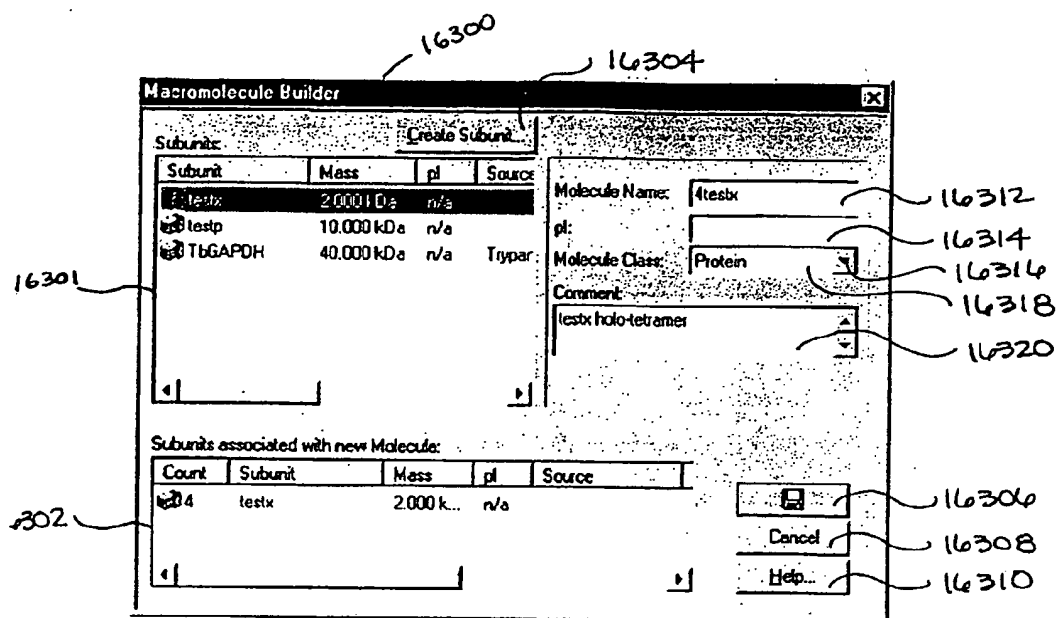 16300
16304
Macromolecule Builder
Create Subunit...
Subunits:
Subunit Mass pI Source
testx 2.000 kDa n/a
testp 10.000 kDa n/a
TbGAPDH 40.000 kDa n/a Trypar
Molecule Name: 4testx
pI:
Molecule Class: Protein
Comment
testx holo-tetramer
16312
16314
16316
16318
16320
16301
Subunits associated with new Molecule:
Count Subunit Mass pI Source
4 testx 2.000 k... n/a
302
16306
Cancel
16308
Help...
16310